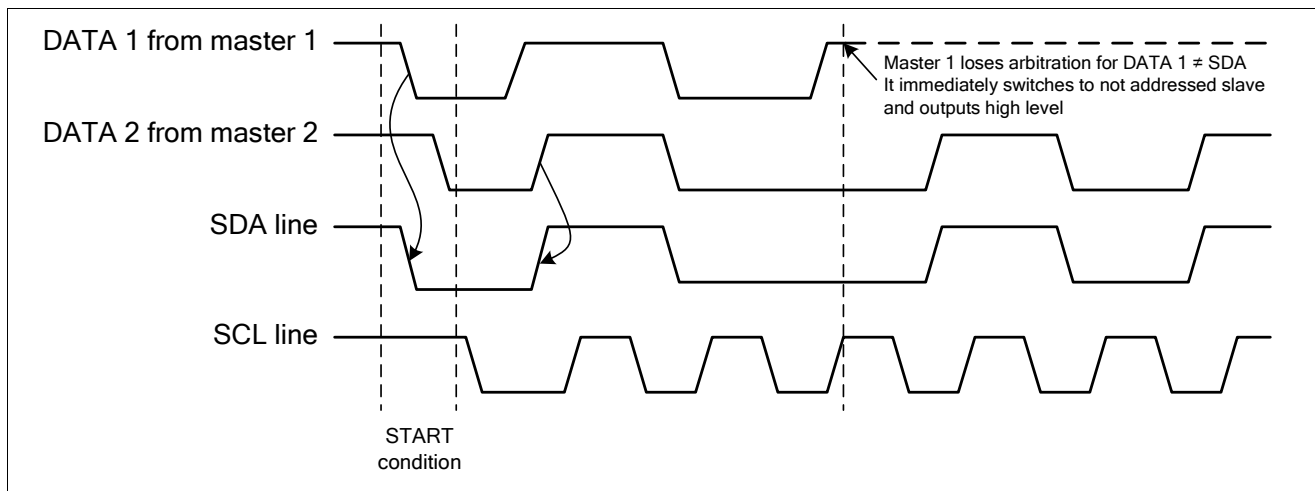 DATA 1 from master 1
Master 1 loses arbitration for DATA 1 ≠ SDA
It immediately switches to not addressed slave
and outputs high level
DATA 2 from master 2
SDA line
SCL line
START
condition